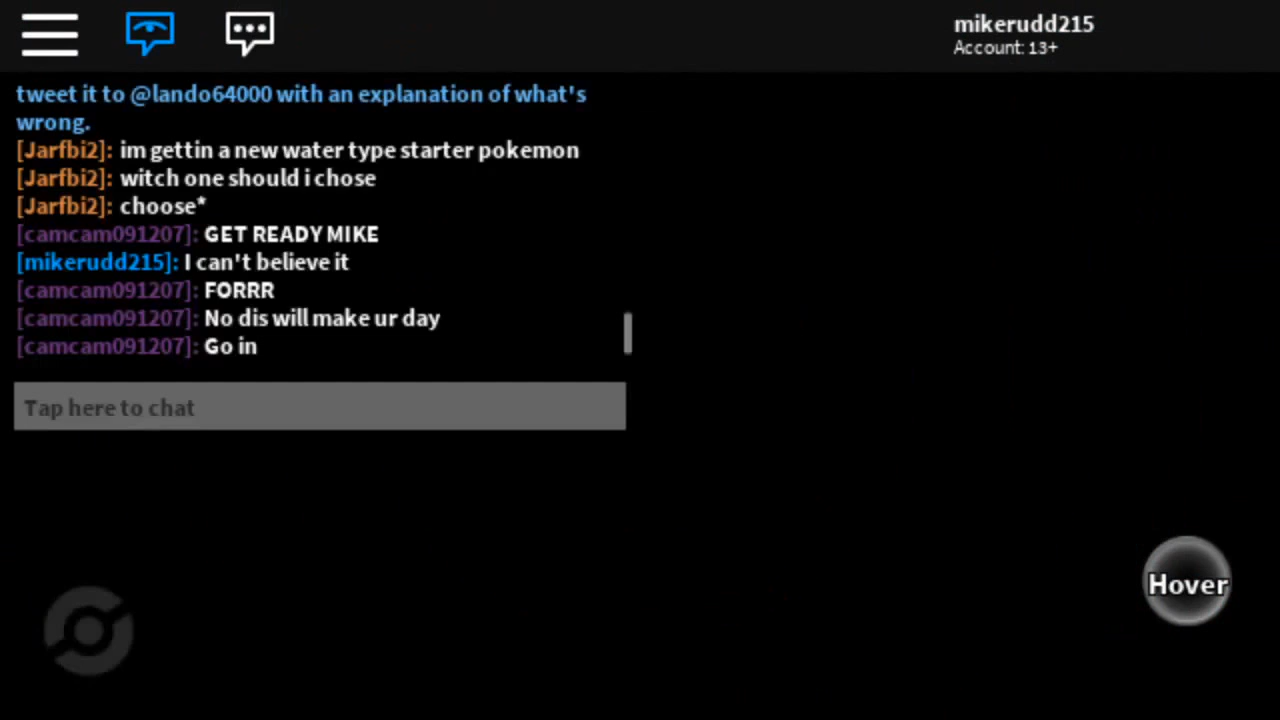 mikerudd215
Account: 13+
tweet it to @lando64000 with an explanation of what's
wrong.
[Jarfbi2]: im gettin a new water type starter pokemon
[Jarfbi2]: witch one should i chose
[Jarfbi2]: choose*
[camcam091207]: GET READY MIKE
[mikerudd215]: I can't believe it
[camcam091207]: FORRR
[camcam091207]: No dis will make ur day
[camcam091207]: Go in
Tap here to chat
Hover